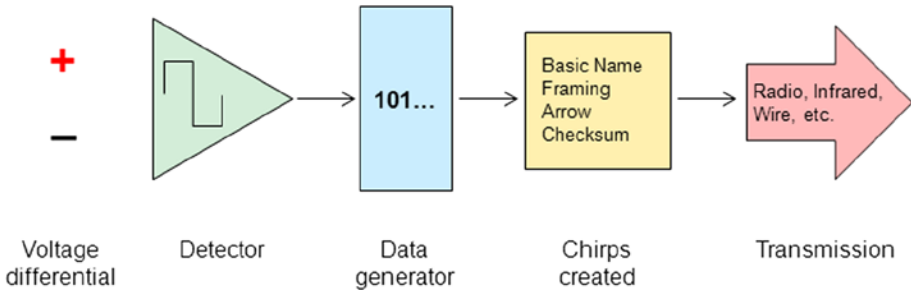 +
–
101...
Basic Name
Framing
Arrow
Checksum
Radio, Infrared,
Wire, etc.
Voltage
differential
Detector
Data
generator
Chirps
created
Transmission